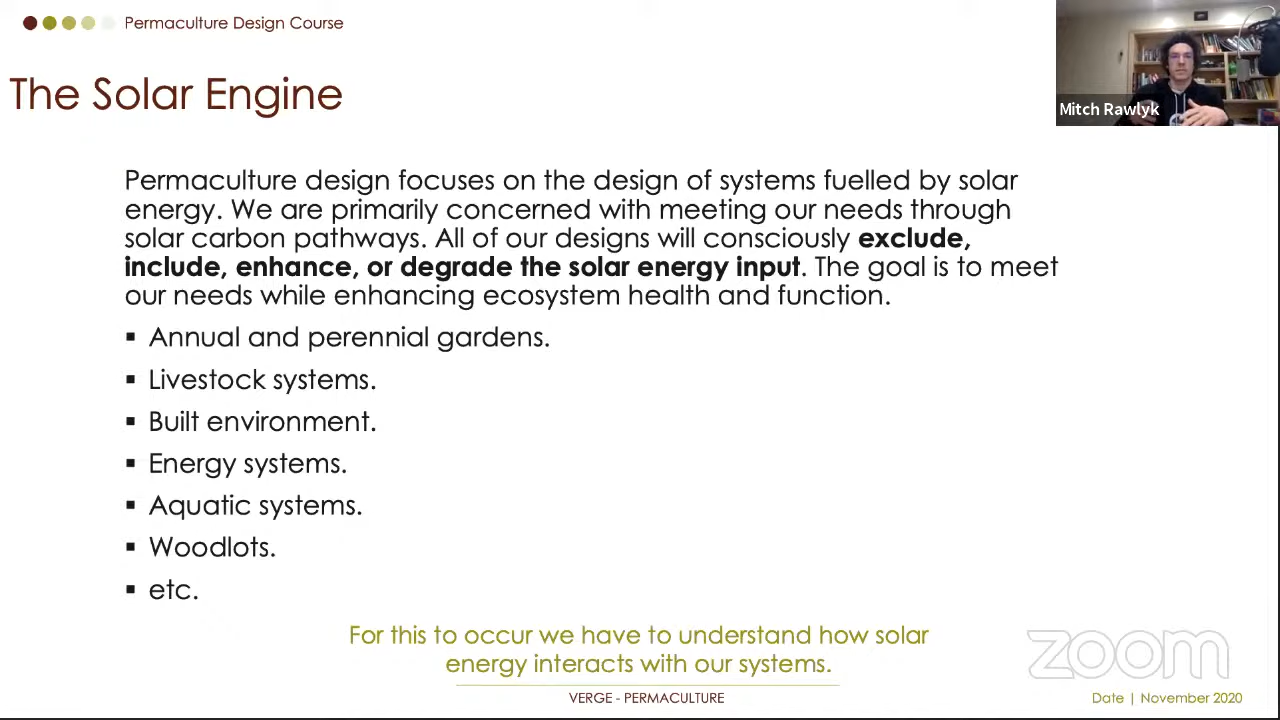 Permaculture Design Course
The Solar Engine
Mitch Rawlyk
Permaculture design focuses on the design of systems fuelled by solar
energy. We are primarily concerned with meeting our needs through
solar carbon pathways. All of our designs will consciously exclude,
include, enhance, or degrade the solar energy input. The goal is to meet
our needs while enhancing ecosystem health and function.
▪ Annual and perennial gardens.
▪ Livestock systems.
▪ Built environment.
▪ Energy systems.
▪ Aquatic systems.
▪ Woodlots.
▪ etc.
For this to occur we have to understand how solar
energy interacts with our systems.
zoom
VERGE - PERMACULTURE
Date | November 2020